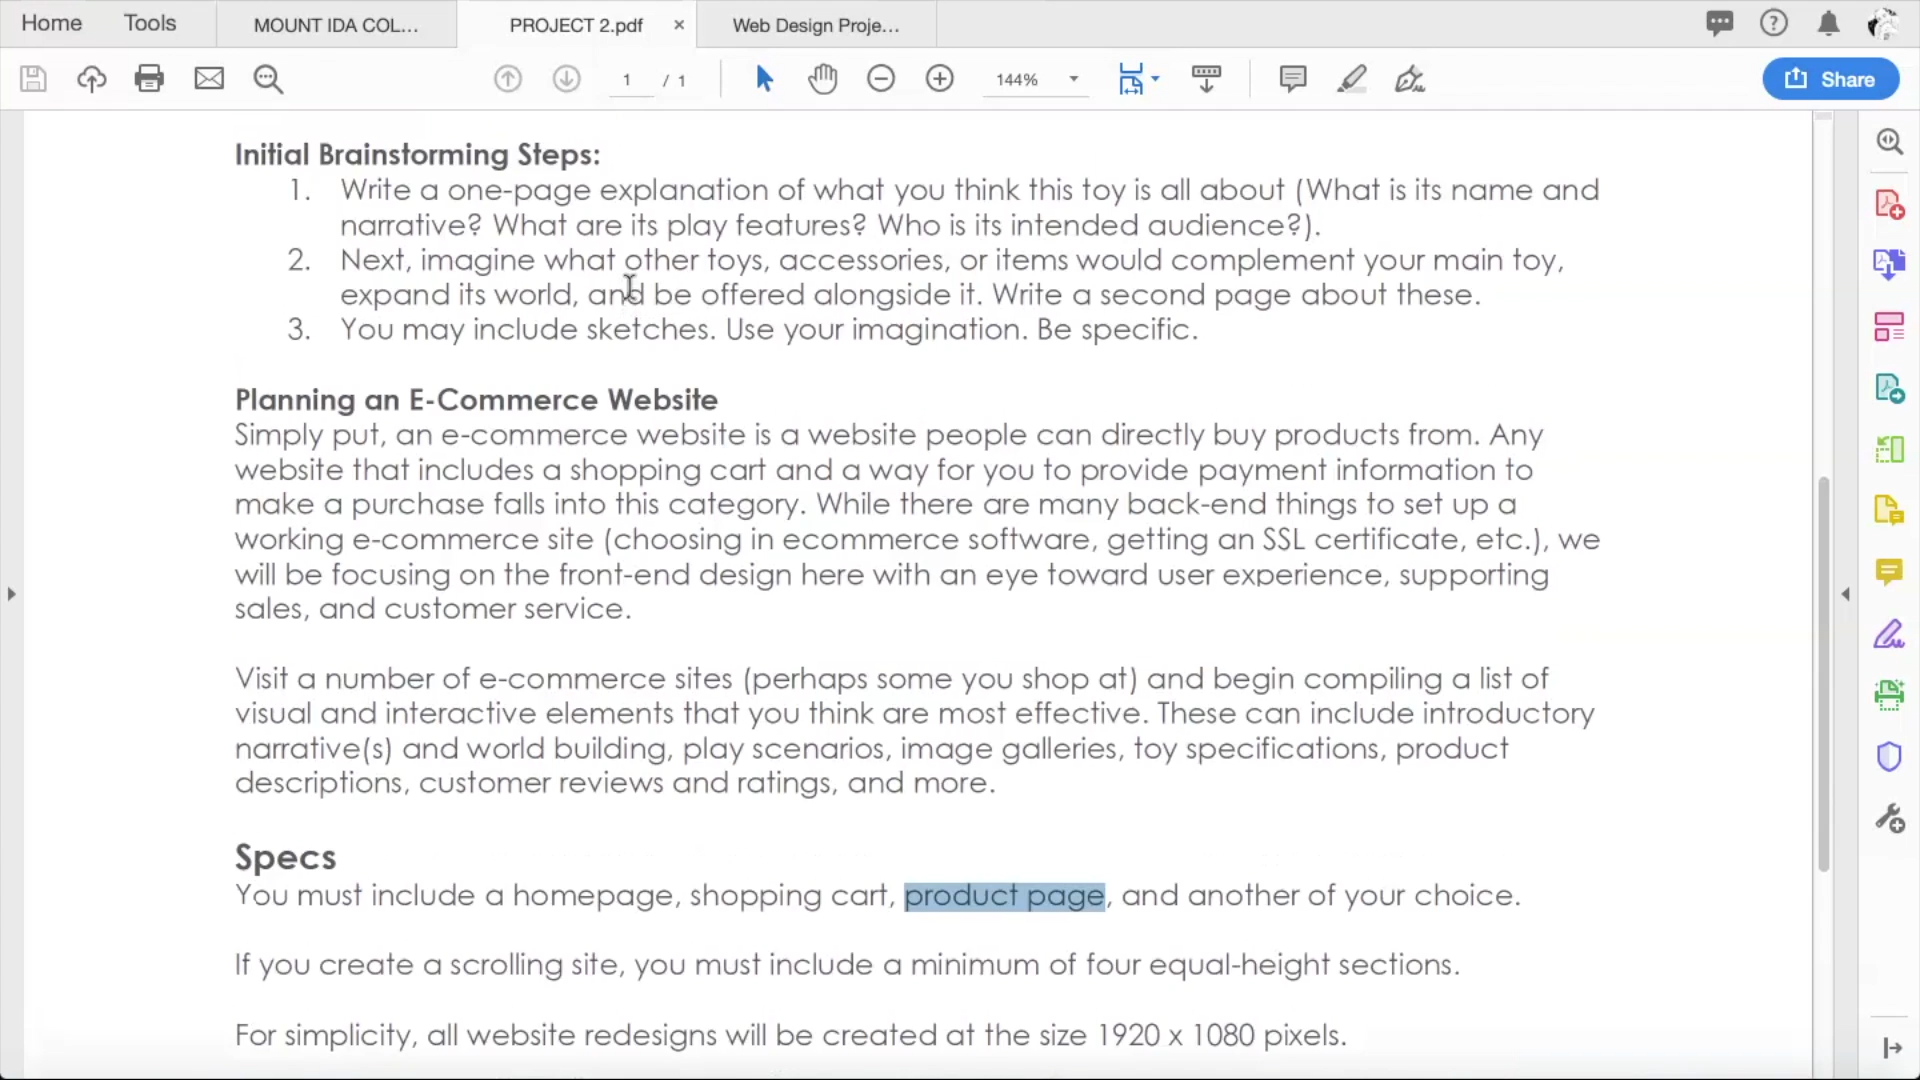 Home Tools MOUNT IDA COL... PROJECT 2.pdf × Web Design Proje...
1 / 1 144% Share
Initial Brainstorming Steps:
1. Write a one-page explanation of what you think this toy is all about (What is its name and
narrative? What are its play features? Who is its intended audience?).
2. Next, imagine what other toys, accessories, or items would complement your main toy,
expand its world, and be offered alongside it. Write a second page about these.
3. You may include sketches. Use your imagination. Be specific.
Planning an E-Commerce Website
Simply put, an e-commerce website is a website people can directly buy products from. Any
website that includes a shopping cart and a way for you to provide payment information to
make a purchase falls into this category. While there are many back-end things to set up a
working e-commerce site (choosing in ecommerce software, getting an SSL certificate, etc.), we
will be focusing on the front-end design here with an eye toward user experience, supporting
sales, and customer service.
Visit a number of e-commerce sites (perhaps some you shop at) and begin compiling a list of
visual and interactive elements that you think are most effective. These can include introductory
narrative(s) and world building, play scenarios, image galleries, toy specifications, product
descriptions, customer reviews and ratings, and more.
Specs
You must include a homepage, shopping cart, product page, and another of your choice.
If you create a scrolling site, you must include a minimum of four equal-height sections.
For simplicity, all website redesigns will be created at the size 1920 x 1080 pixels.